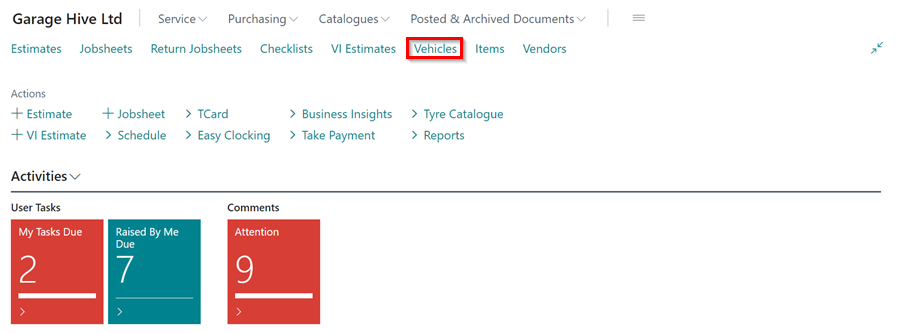 Garage Hive Ltd Service Purchasing Catalogues Posted & Archived Documents
Estimates Jobsheets Return Jobsheets Checklists VI Estimates Vehicles Items Vendors
Actions
Estimate Jobsheet TCard Business Insights Tyre Catalogue
VI Estimate Schedule Easy Clocking Take Payment Reports
Activities
User Tasks Comments
My Tasks Due Raised By Me Attention
Due
2 7 9